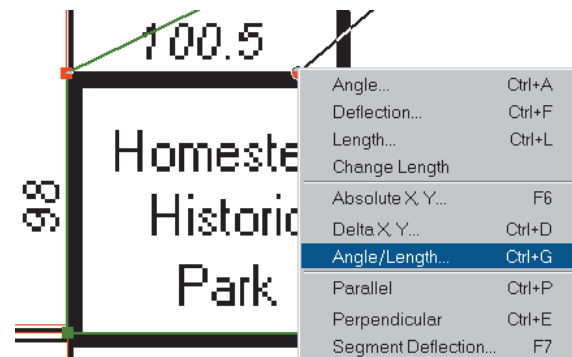 100.5
98
Homeste
Historic
Park
Angle... Ctrl+A
Deflection... Ctrl+F
Length... Ctrl+L
Change Length
Absolute X, Y... F6
Delta X, Y... Ctrl+D
Angle/Length... Ctrl+G
Parallel Ctrl+P
Perpendicular Ctrl+E
Segment Deflection... F7